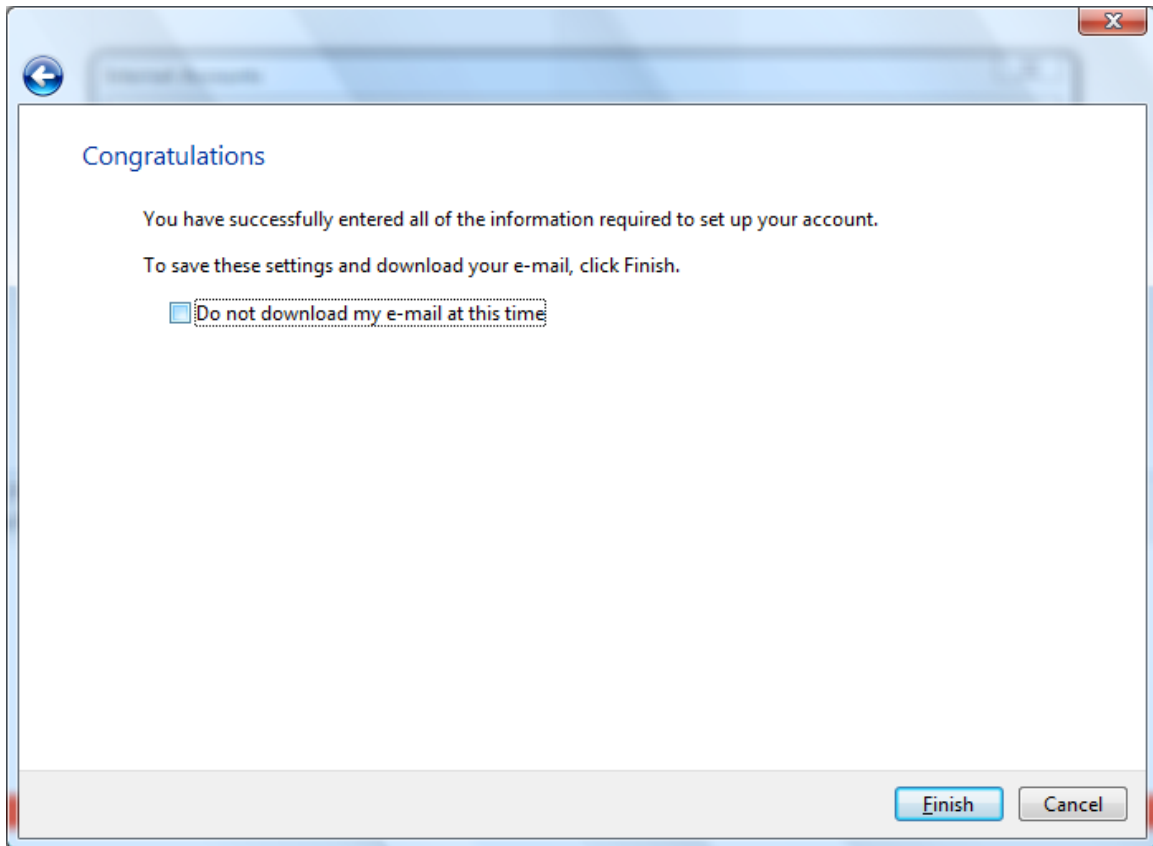 Congratulations
You have successfully entered all of the information required to set up your account.
To save these settings and download your e-mail, click Finish.
Do not download my e-mail at this time
Finish
Cancel